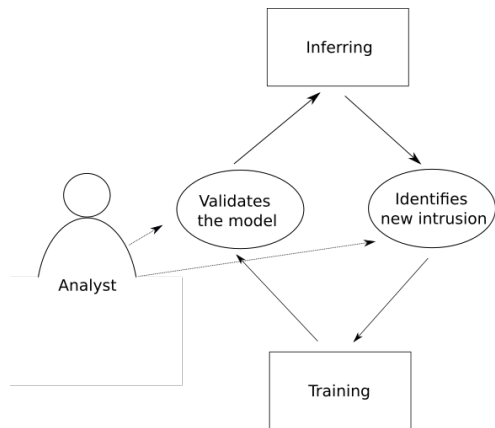 Inferring
Validates
the model
Identifies
new intrusion
Analyst
Training